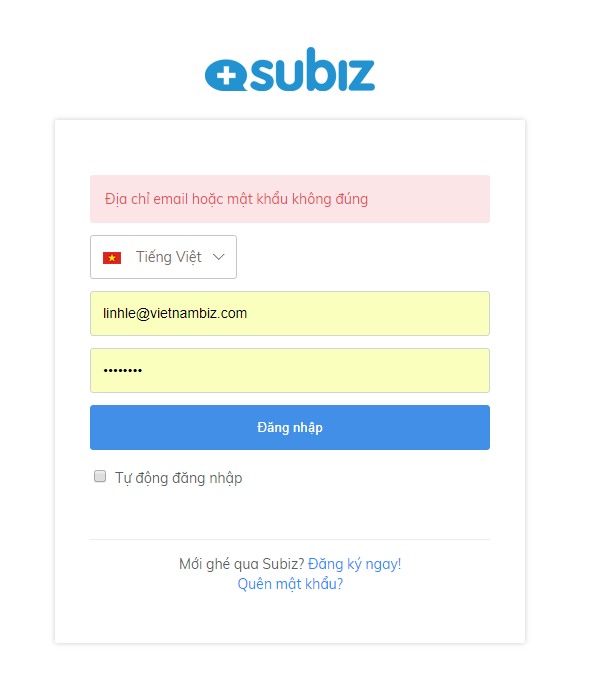 subiz
Địa chỉ email hoặc mật khẩu không đúng
Tiếng Việt
linhle@vietnambiz.com
••••••••
Đăng nhập
Tự động đăng nhập
Mới ghé qua Subiz? Đăng ký ngay!
Quên mật khẩu?